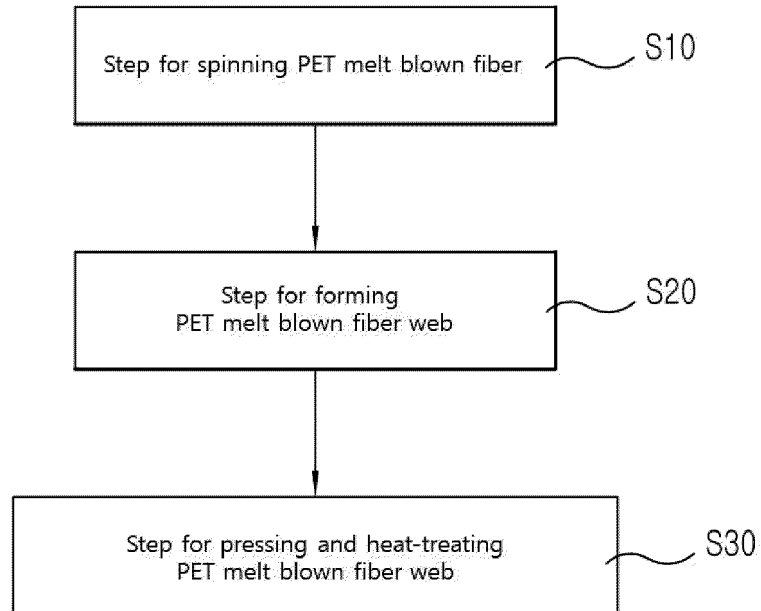 Step for spinning PET melt blown fiber
S10
Step for forming
PET melt blown fiber web
S20
Step for pressing and heat-treating
PET melt blown fiber web
S30